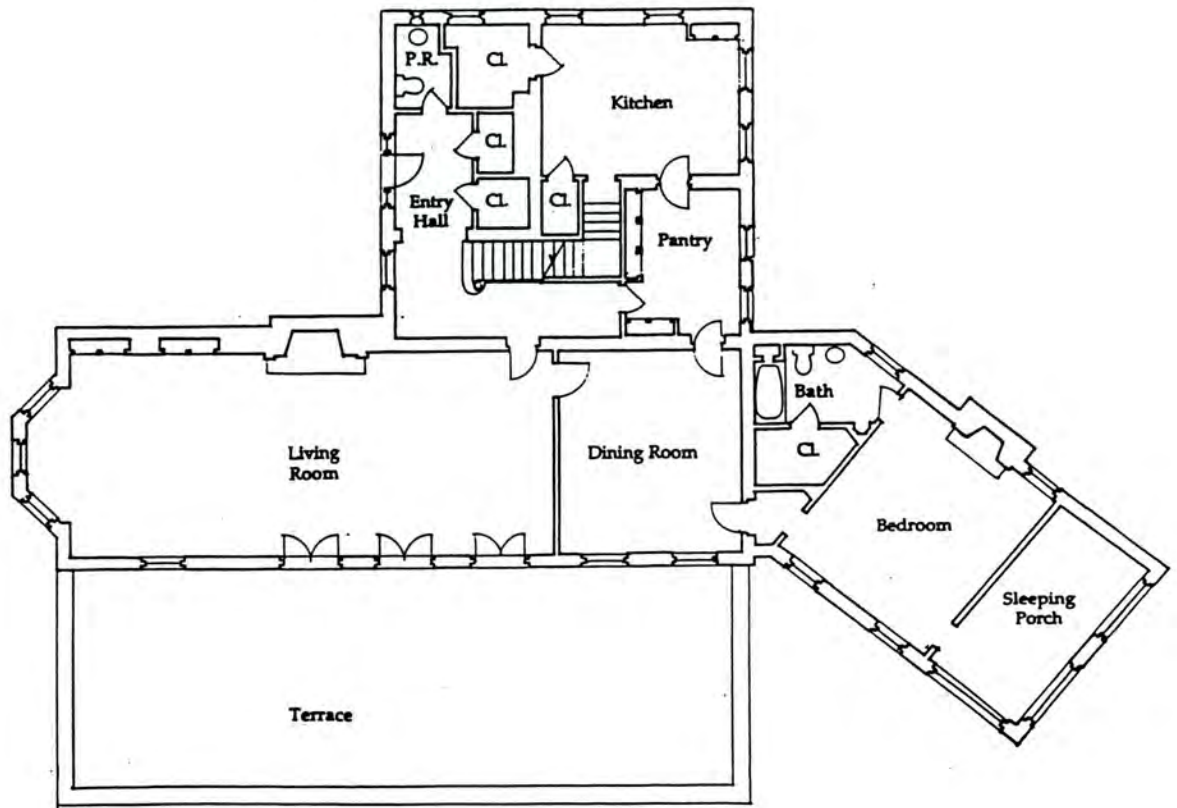 P.R.
Cl.
Kitchen
Cl.
Entry
Hall
Cl.
Cl.
Pantry
Living
Room
Dining Room
Bath
Cl.
Bedroom
Sleeping
Porch
Terrace